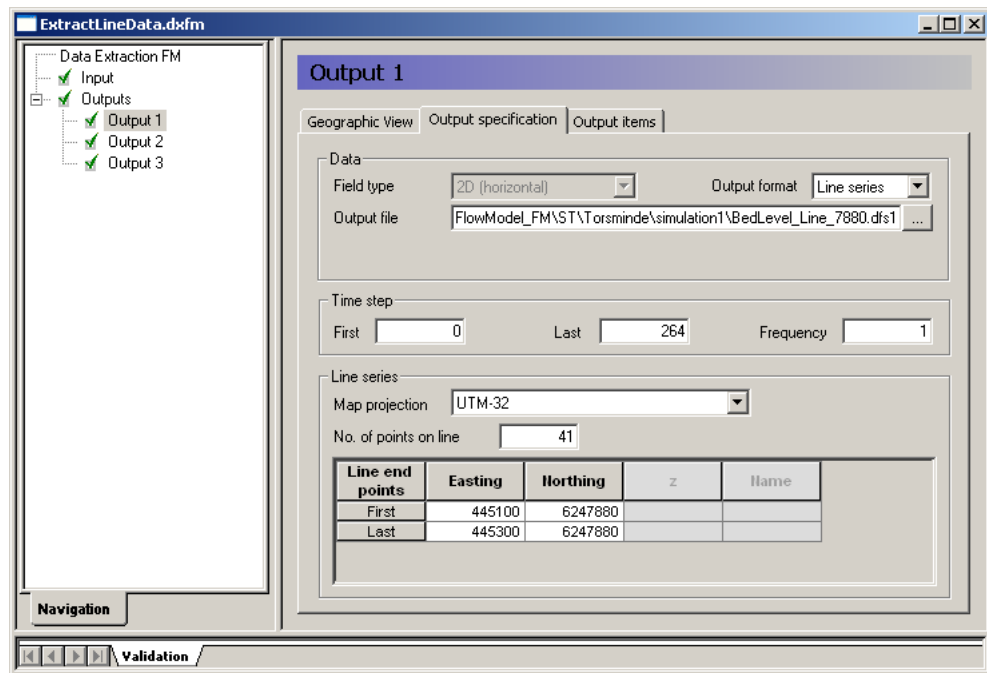 ExtractLineData.dxfm
Data Extraction FM
Input
Outputs
Output 1
Output 2
Output 3
Navigation
Output 1
Geographic View Output specification Output items
Data
Field type 2D (horizontal) Output format Line series
Output file FlowModel_FM\ST\Torsminde\simulation1\BedLevel_Line_7880.dfs1 ...
Time step
First 0 Last 264 Frequency 1
Line series
Map projection UTM-32
No. of points on line 41
Line end points Easting Northing z Name
First 445100 6247880
Last 445300 6247880
Validation